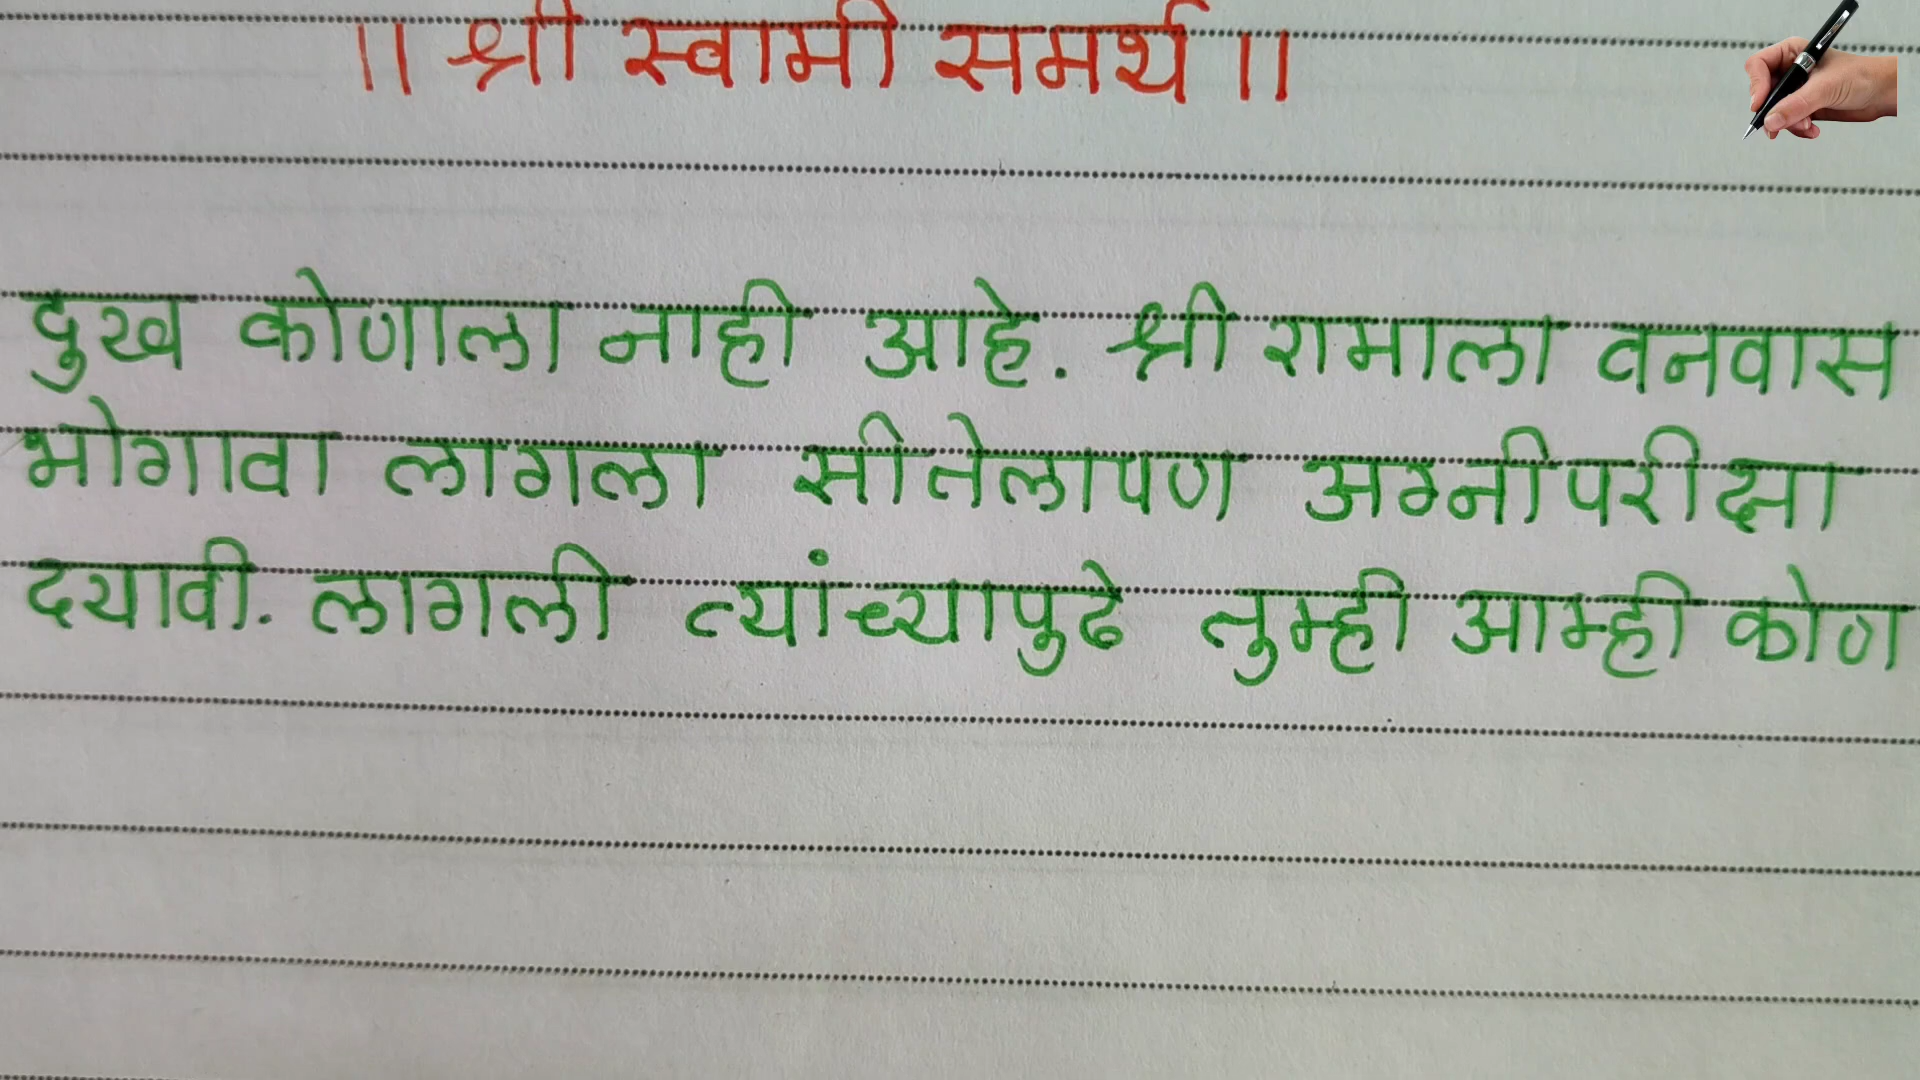 ।। श्री स्वामी समर्थ ।।
दुख कोणाला नाही आहे. श्री रामाला वनवास
भोगावा लागला सीतेलापण अग्नीपरीक्षा
दयावी. लागली त्यांच्यापुढे तुम्ही आम्ही कोण